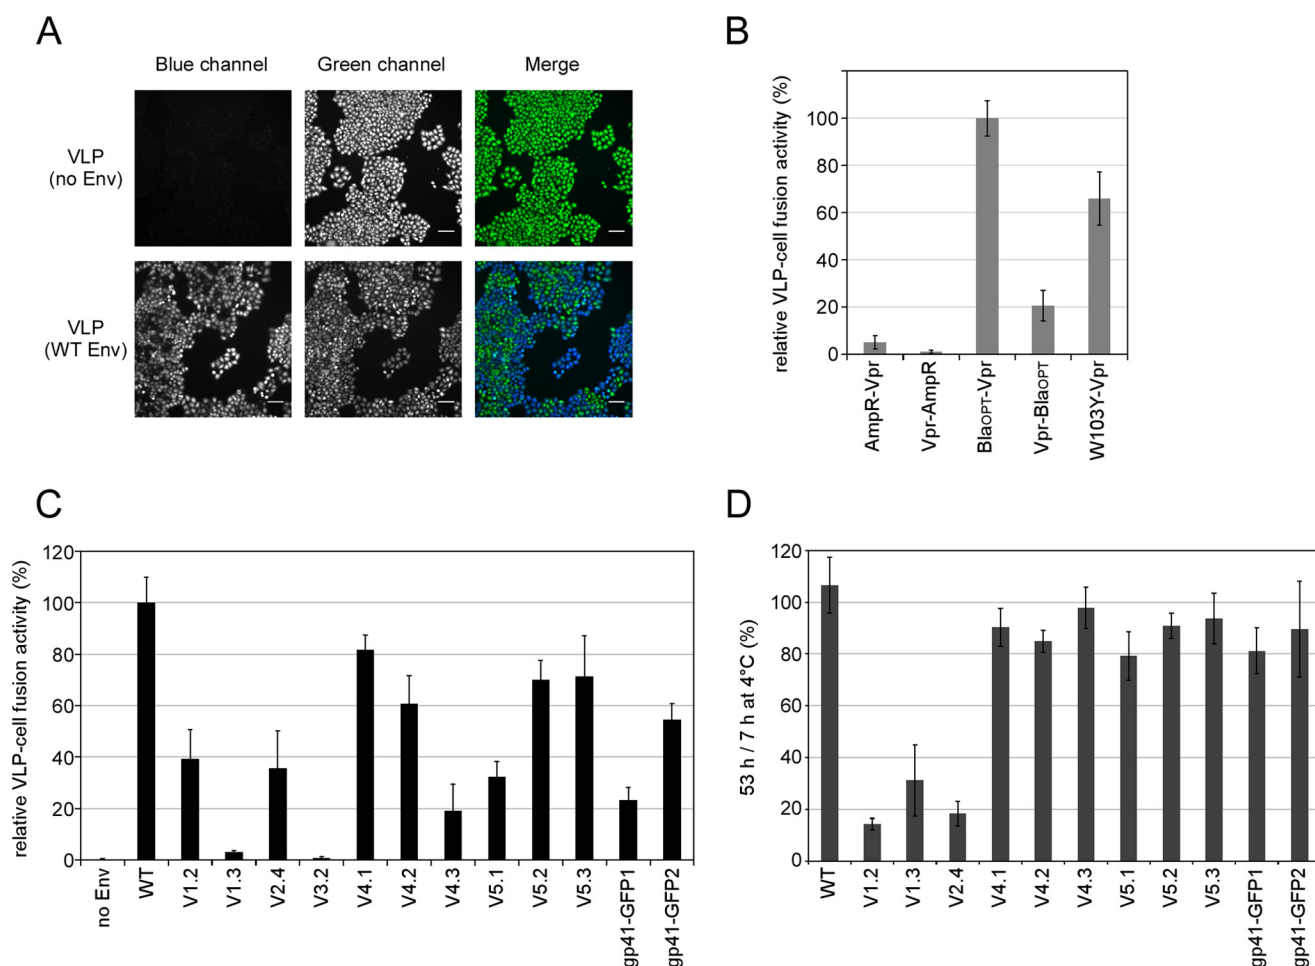 A
Blue channel
Green channel
Merge
VLP
(no Env)
VLP
(WT Env)
B
relative VLP-cell fusion activity (%)
100
80
60
40
20
0
AmpR-Vpr
Vpr-AmpR
BlaOPT-Vpr
Vpr-BlaOPT
W103Y-Vpr
C
relative VLP-cell fusion activity (%)
120
100
80
60
40
20
0
no Env
WT
V1.2
V1.3
V2.4
V3.2
V4.1
V4.2
V4.3
V5.1
V5.2
V5.3
gp41-GFP1
gp41-GFP2
D
53 h / 7 h at 4°C (%)
120
100
80
60
40
20
0
WT
V1.2
V1.3
V2.4
V4.1
V4.2
V4.3
V5.1
V5.2
V5.3
gp41-GFP1
gp41-GFP2